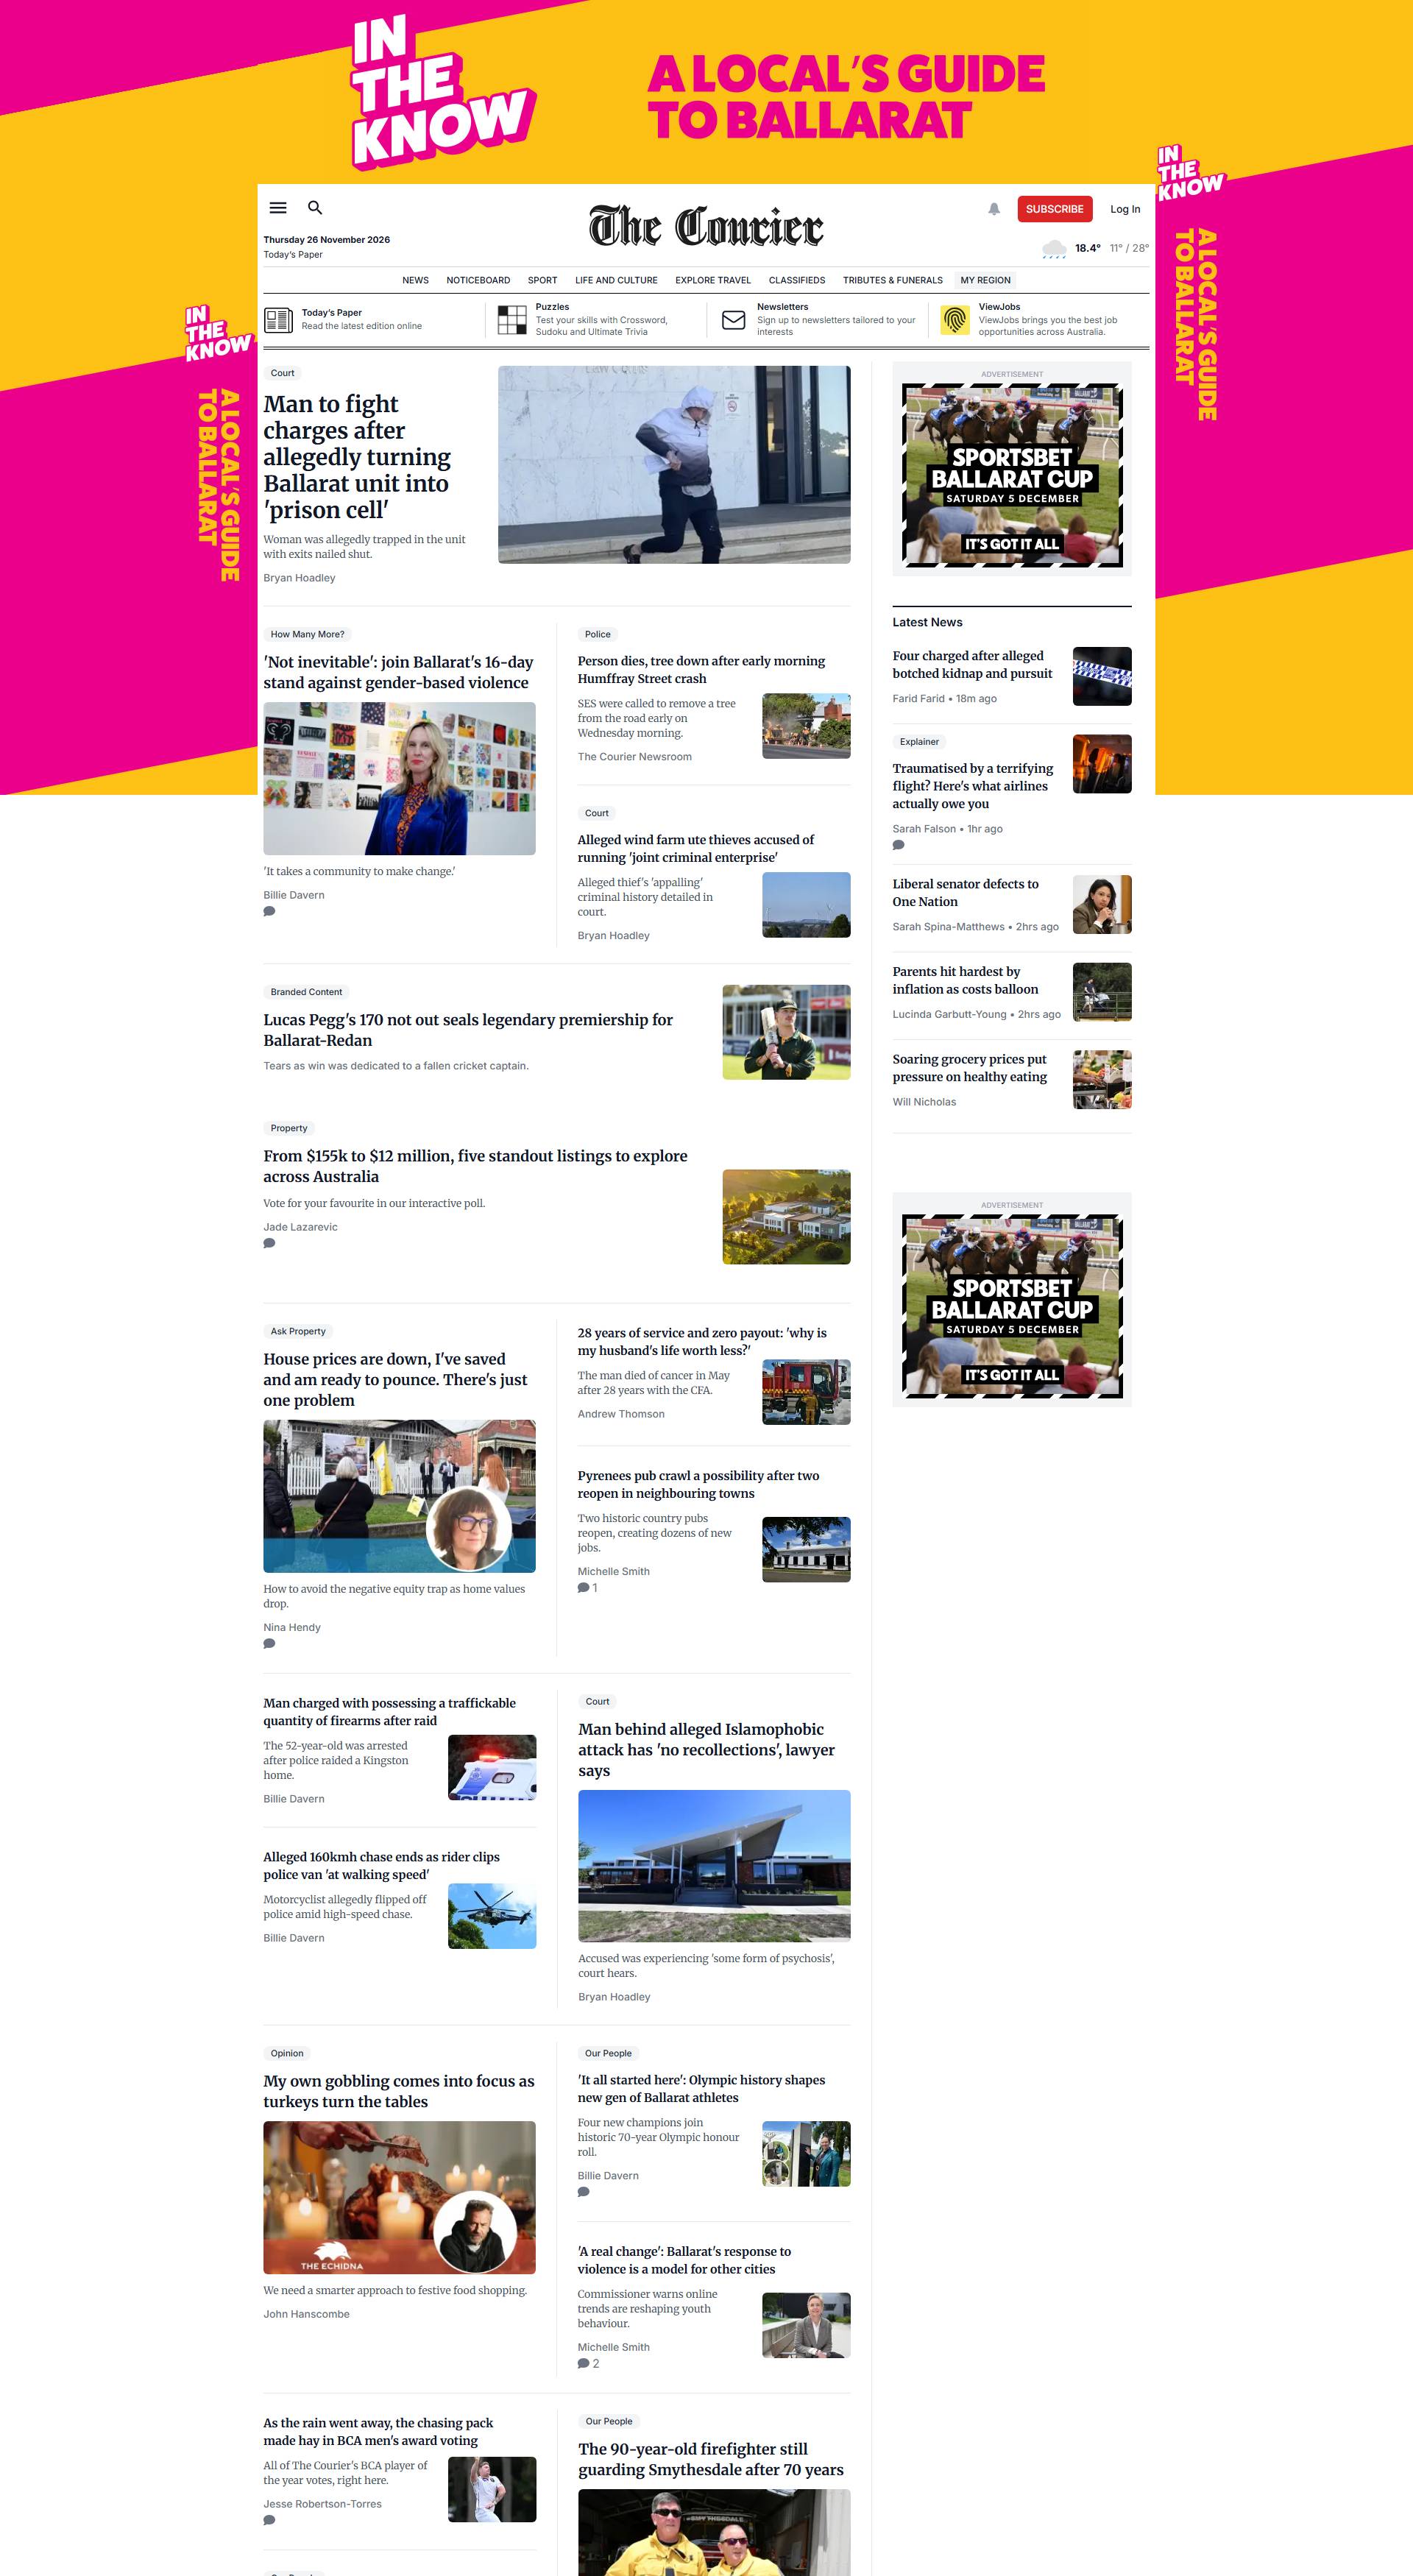 IN
THE
KNOW
A LOCAL'S GUIDE
TO BALLARAT
IN
THE
KNOW
A LOCAL'S GUIDE
TO BALLARAT
IN
THE
KNOW
A LOCAL'S GUIDE
TO BALLARAT
The Courier
SUBSCRIBE
Log In
Thursday 26 November 2026
Today's Paper
18.4° 11° / 28°
NEWS NOTICEBOARD SPORT LIFE AND CULTURE EXPLORE TRAVEL CLASSIFIEDS TRIBUTES & FUNERALS MY REGION
Today's Paper
Read the latest edition online
Puzzles
Test your skills with Crossword,
Sudoku and Ultimate Trivia
Newsletters
Sign up to newsletters tailored to your
interests
ViewJobs
ViewJobs brings you the best job
opportunities across Australia.
Court
Man to fight
charges after
allegedly turning
Ballarat unit into
'prison cell'
Woman was allegedly trapped in the unit
with exits nailed shut.
Bryan Hoadley
How Many More?
'Not inevitable': join Ballarat's 16-day
stand against gender-based violence
'It takes a community to make change.'
Billie Davern
Police
Person dies, tree down after early morning
Humffray Street crash
SES were called to remove a tree
from the road early on
Wednesday morning.
The Courier Newsroom
Court
Alleged wind farm ute thieves accused of
running 'joint criminal enterprise'
Alleged thief's 'appalling'
criminal history detailed in
court.
Bryan Hoadley
Branded Content
Lucas Pegg's 170 not out seals legendary premiership for
Ballarat-Redan
Tears as win was dedicated to a fallen cricket captain.
Property
From $155k to $12 million, five standout listings to explore
across Australia
Vote for your favourite in our interactive poll.
Jade Lazarevic
Ask Property
House prices are down, I've saved
and am ready to pounce. There's just
one problem
How to avoid the negative equity trap as home values
drop.
Nina Hendy
28 years of service and zero payout: 'why is
my husband's life worth less?'
The man died of cancer in May
after 28 years with the CFA.
Andrew Thomson
Pyrenees pub crawl a possibility after two
reopen in neighbouring towns
Two historic country pubs
reopen, creating dozens of new
jobs.
Michelle Smith
1
Man charged with possessing a traffickable
quantity of firearms after raid
The 52-year-old was arrested
after police raided a Kingston
home.
Billie Davern
Alleged 160kmh chase ends as rider clips
police van 'at walking speed'
Motorcyclist allegedly flipped off
police amid high-speed chase.
Billie Davern
Court
Man behind alleged Islamophobic
attack has 'no recollections', lawyer
says
Accused was experiencing 'some form of psychosis',
court hears.
Bryan Hoadley
Opinion
My own gobbling comes into focus as
turkeys turn the tables
THE ECHIDNA
We need a smarter approach to festive food shopping.
John Hanscombe
Our People
'It all started here': Olympic history shapes
new gen of Ballarat athletes
Four new champions join
historic 70-year Olympic honour
roll.
Billie Davern
'A real change': Ballarat's response to
violence is a model for other cities
Commissioner warns online
trends are reshaping youth
behaviour.
Michelle Smith
2
As the rain went away, the chasing pack
made hay in BCA men's award voting
All of The Courier's BCA player of
the year votes, right here.
Jesse Robertson-Torres
Our People
The 90-year-old firefighter still
guarding Smythesdale after 70 years
ADVERTISEMENT
SPORTSBET
BALLARAT CUP
SATURDAY 5 DECEMBER
IT'S GOT IT ALL
Latest News
Four charged after alleged
botched kidnap and pursuit
Farid Farid • 18m ago
Explainer
Traumatised by a terrifying
flight? Here's what airlines
actually owe you
Sarah Falson • 1hr ago
Liberal senator defects to
One Nation
Sarah Spina-Matthews • 2hrs ago
Parents hit hardest by
inflation as costs balloon
Lucinda Garbutt-Young • 2hrs ago
Soaring grocery prices put
pressure on healthy eating
Will Nicholas
ADVERTISEMENT
SPORTSBET
BALLARAT CUP
SATURDAY 5 DECEMBER
IT'S GOT IT ALL